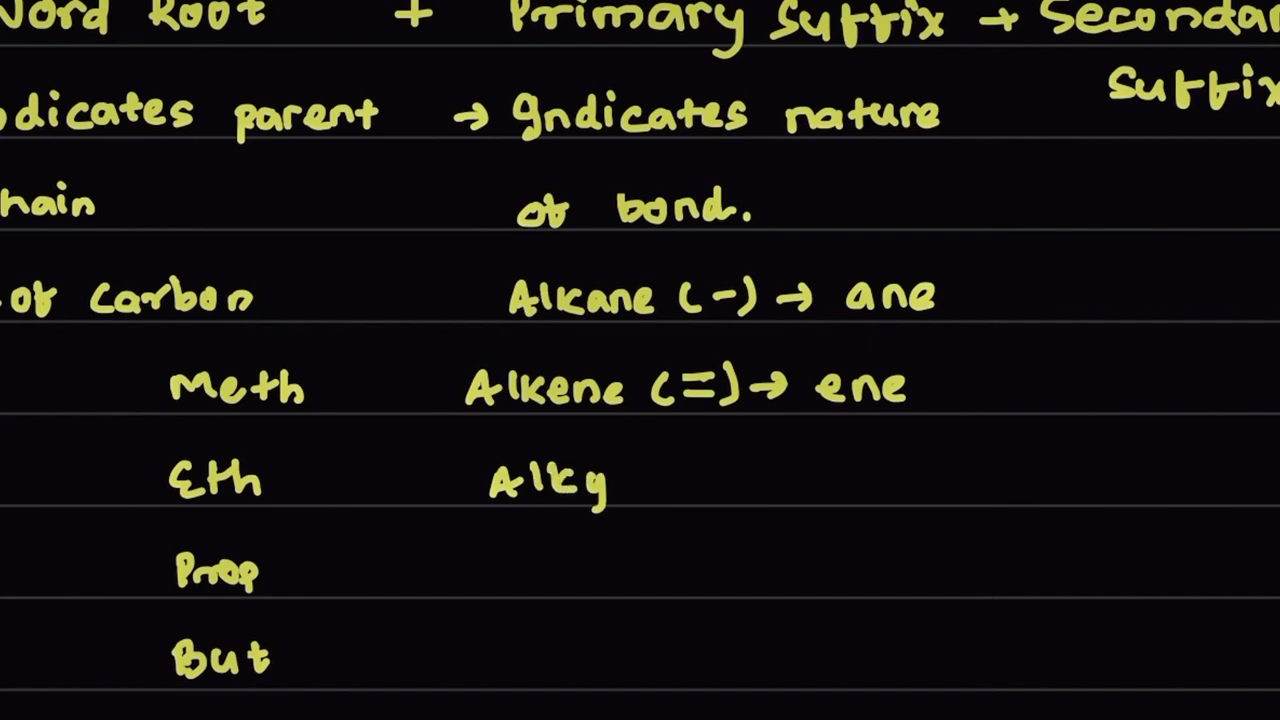 Word Root + Primary Suffix → Secondar
Suffix
ndicates parent → Indicates nature
hain of bond.
of carbon Alkane (-) → ane
Meth Alkene (=) → ene
Eth Alky
Prop
But